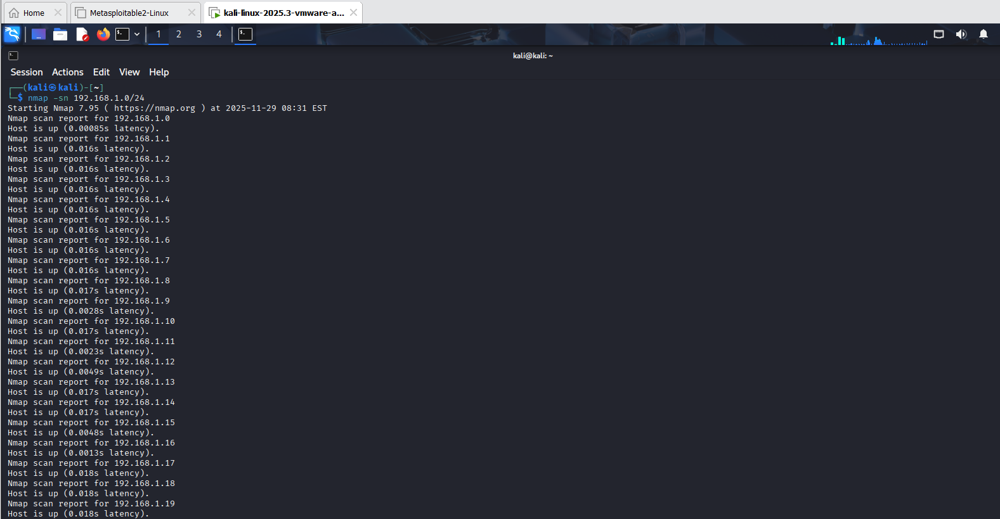 Home
Metasploitable2-Linux
kali-linux-2025.3-vmware-a...
1 2 3 4
kali@kali: ~
Session Actions Edit View Help
┌──(kali㉿kali)-[~]
└─$ nmap -sn 192.168.1.0/24
Starting Nmap 7.95 ( https://nmap.org ) at 2025-11-29 08:31 EST
Nmap scan report for 192.168.1.0
Host is up (0.00085s latency).
Nmap scan report for 192.168.1.1
Host is up (0.016s latency).
Nmap scan report for 192.168.1.2
Host is up (0.016s latency).
Nmap scan report for 192.168.1.3
Host is up (0.016s latency).
Nmap scan report for 192.168.1.4
Host is up (0.016s latency).
Nmap scan report for 192.168.1.5
Host is up (0.016s latency).
Nmap scan report for 192.168.1.6
Host is up (0.016s latency).
Nmap scan report for 192.168.1.7
Host is up (0.016s latency).
Nmap scan report for 192.168.1.8
Host is up (0.017s latency).
Nmap scan report for 192.168.1.9
Host is up (0.0028s latency).
Nmap scan report for 192.168.1.10
Host is up (0.017s latency).
Nmap scan report for 192.168.1.11
Host is up (0.0023s latency).
Nmap scan report for 192.168.1.12
Host is up (0.0049s latency).
Nmap scan report for 192.168.1.13
Host is up (0.017s latency).
Nmap scan report for 192.168.1.14
Host is up (0.017s latency).
Nmap scan report for 192.168.1.15
Host is up (0.0048s latency).
Nmap scan report for 192.168.1.16
Host is up (0.0013s latency).
Nmap scan report for 192.168.1.17
Host is up (0.018s latency).
Nmap scan report for 192.168.1.18
Host is up (0.018s latency).
Nmap scan report for 192.168.1.19
Host is up (0.018s latency).